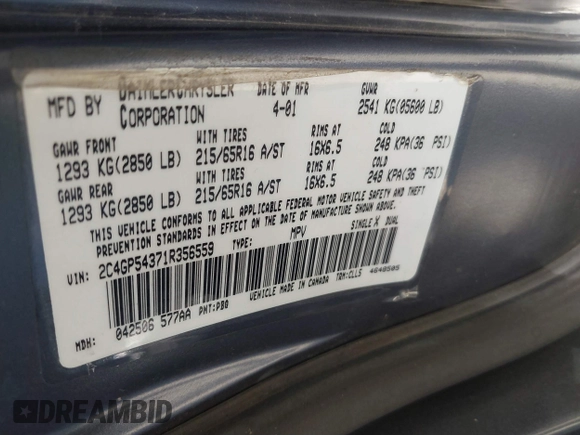 MFD BY DAIMLERCHRYSLER CORPORATION DATE OF MFR 4-01 GVWR 2541 KG(05600 LB)
GAWR FRONT WITH TIRES RIMS AT COLD
1293 KG(2850 LB) 215/65R16 A/ST 16X6.5 248 KPA(36 PSI)
GAWR REAR WITH TIRES RIMS AT COLD
1293 KG(2850 LB) 215/65R16 A/ST 16X6.5 248 KPA(36 PSI)
THIS VEHICLE CONFORMS TO ALL APPLICABLE FEDERAL MOTOR VEHICLE SAFETY AND THEFT
PREVENTION STANDARDS IN EFFECT ON THE DATE OF MANUFACTURE SHOWN ABOVE.
VIN: 2C4GP54371R356559 TYPE: MPV SINGLE X DUAL
MDH: 042506 577AA PNT:PBQ VEHICLE MADE IN CANADA TRM:CLL5 4648505
DREAMBID